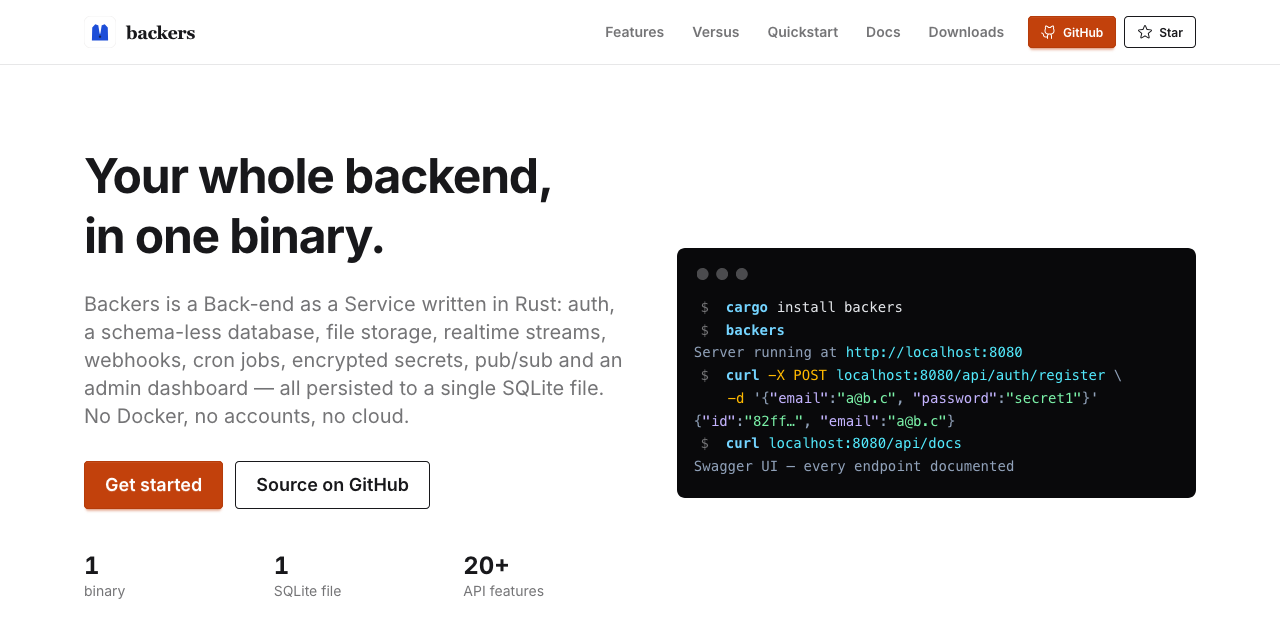 backers
Features
Versus
Quickstart
Docs
Downloads
GitHub
Star
Your whole backend,
in one binary.
Backers is a Back-end as a Service written in Rust: auth,
a schema-less database, file storage, realtime streams,
webhooks, cron jobs, encrypted secrets, pub/sub and an
admin dashboard — all persisted to a single SQLite file.
No Docker, no accounts, no cloud.
Get started
Source on GitHub
1
binary
1
SQLite file
20+
API features
$ cargo install backers
$ backers
Server running at http://localhost:8080
$ curl -X POST localhost:8080/api/auth/register \
-d '{"email":"a@b.c", "password":"secret1"}'
{"id":"82ff…", "email":"a@b.c"}
$ curl localhost:8080/api/docs
Swagger UI — every endpoint documented